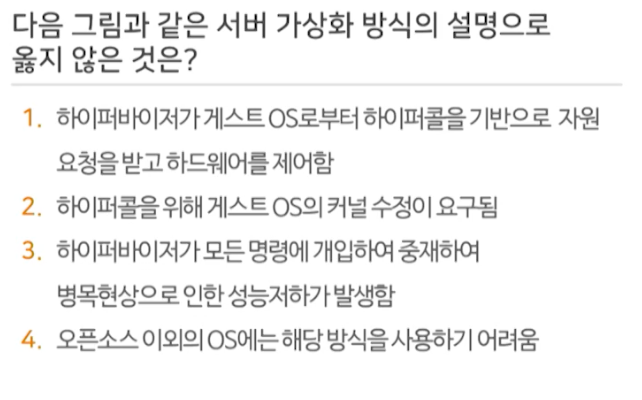 다음 그림과 같은 서버 가상화 방식의 설명으로
옳지 않은 것은?
1. 하이퍼바이저가 게스트 OS로부터 하이퍼콜을 기반으로 자원
요청을 받고 하드웨어를 제어함
2. 하이퍼콜을 위해 게스트 OS의 커널 수정이 요구됨
3. 하이퍼바이저가 모든 명령에 개입하여 중재하여
병목현상으로 인한 성능저하가 발생함
4. 오픈소스 이외의 OS에는 해당 방식을 사용하기 어려움